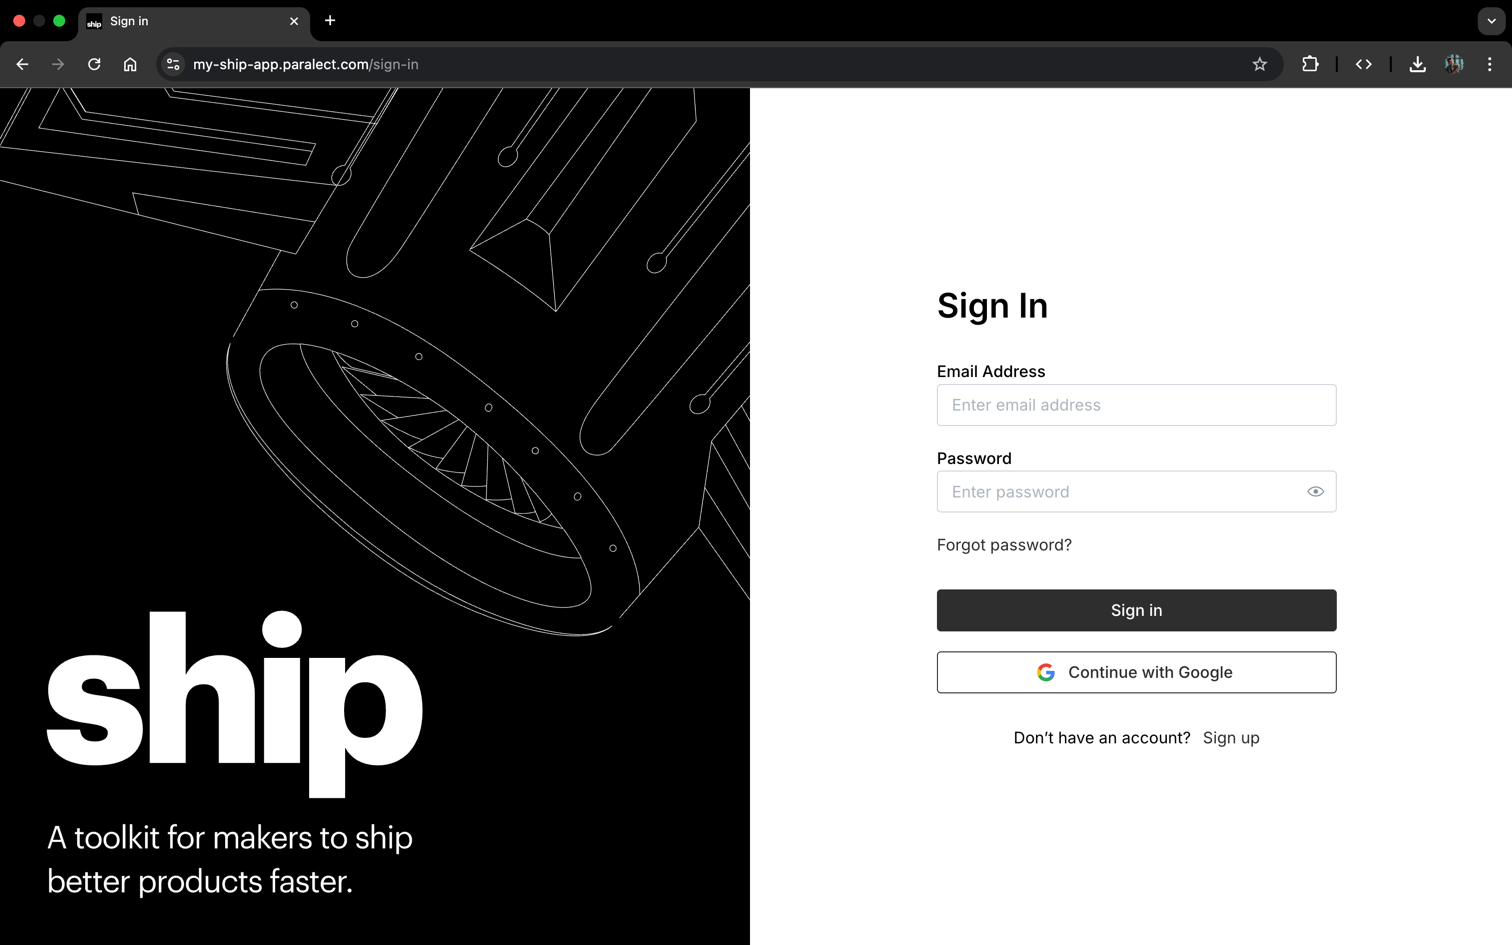 ship
Sign in
my-ship-app.paralect.com/sign-in
ship
A toolkit for makers to ship
better products faster.
Sign In
Email Address
Enter email address
Password
Enter password
Forgot password?
Sign in
Continue with Google
Don’t have an account? Sign up